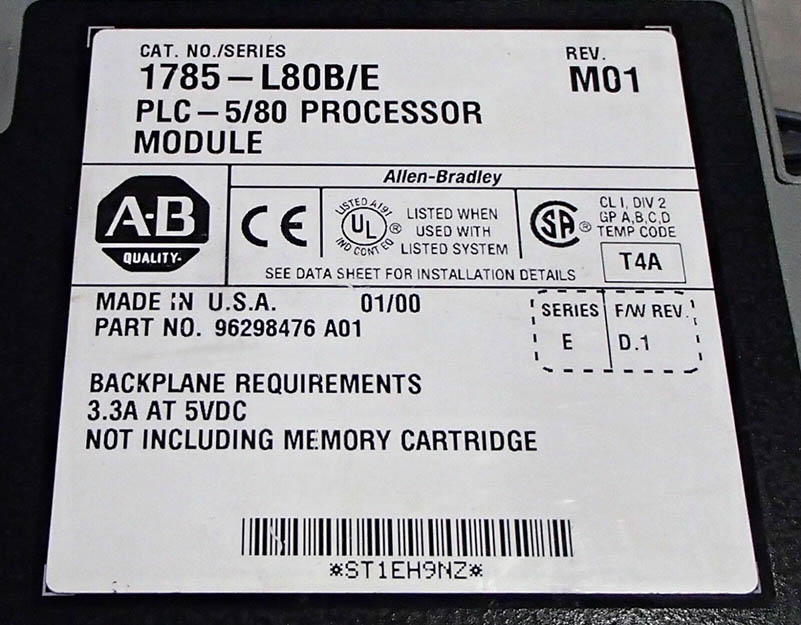 CAT. NO./SERIES
REV.
1785-L80B/E
M01
PLC-5/80 PROCESSOR
MODULE
Allen-Bradley
A-B
QUALITY
CE
LISTED A191
UL
IND CONT EQ
®
LISTED WHEN
USED WITH
LISTED SYSTEM
SA
®
CL I, DIV 2
GP A,B,C,D
TEMP CODE
T4A
SEE DATA SHEET FOR INSTALLATION DETAILS
MADE IN U.S.A. 01/00
PART NO. 96298476 A01
SERIES F/W REV.
E D.1
BACKPLANE REQUIREMENTS
3.3A AT 5VDC
NOT INCLUDING MEMORY CARTRIDGE
*ST1EH9NZ*